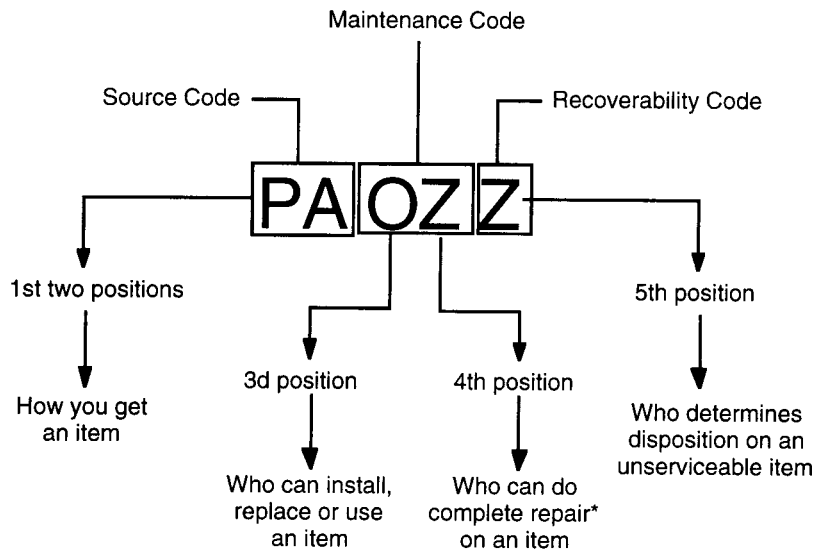 Maintenance Code
Source Code
Recoverability Code
PA OZ Z
1st two positions
How you get
an item
3d position
Who can install,
replace or use
an item
4th position
Who can do
complete repair*
on an item
5th position
Who determines
disposition on an
unserviceable item